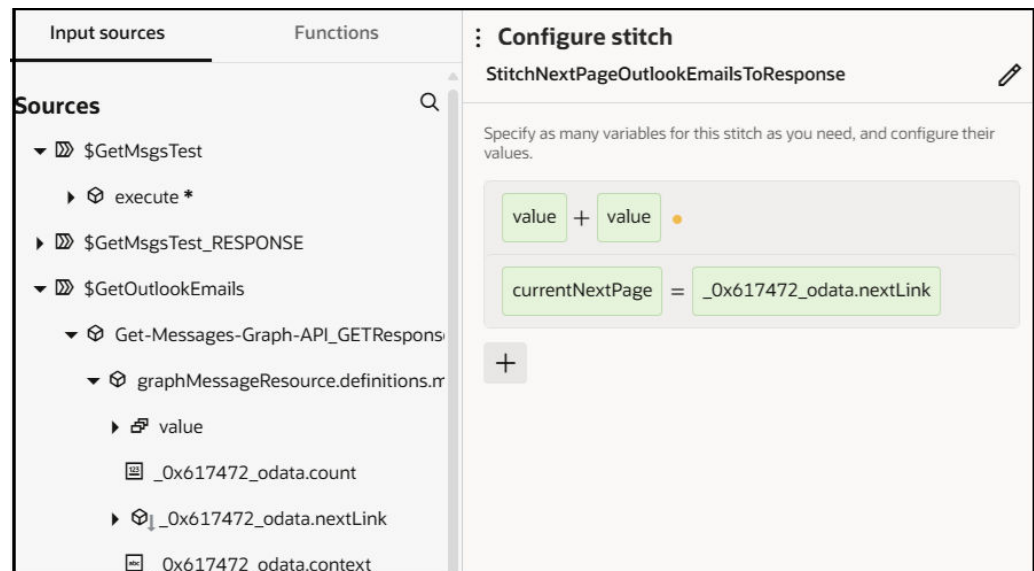 Input sources
Functions
Sources
$GetMsgsTest
execute *
$GetMsgsTest_RESPONSE
$GetOutlookEmails
Get-Messages-Graph-API_GETRespons
graphMessageResource.definitions.m
value
_0x617472_odata.count
_0x617472_odata.nextLink
_0x617472_odata.context
Configure stitch
StitchNextPageOutlookEmailsToResponse
Specify as many variables for this stitch as you need, and configure their
values.
value + value
currentNextPage = _0x617472_odata.nextLink
+